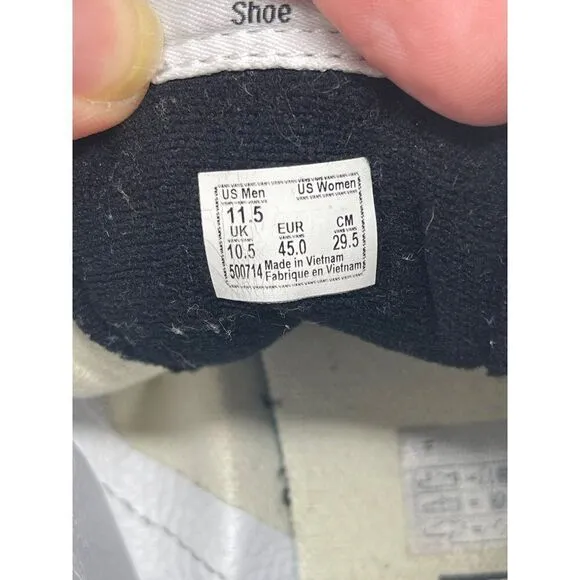 Shoe
US Men US Women
11.5
UK EUR CM
10.5 45.0 29.5
500714 Made in Vietnam
Fabrique en Vietnam